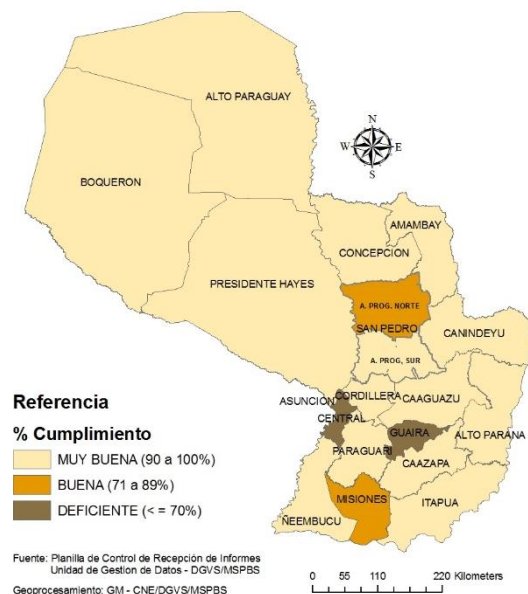 ALTO PARAGUAY
N
W E
S
BOQUERON
AMAMBAY
CONCEPCION
PRESIDENTE HAYES
A. PROG. NORTE
SAN PEDRO
CANINDEYU
A. PROG, SUR
CORDILLERA
ASUNCION
CAAGUAZU
CENTRAL
GUAIRA
ALTO PARANA
PARAGUARI
CAAZAPA
MISIONES
ITAPUA
ÑEEMBUCU
Referencia
% Cumplimiento
MUY BUENA (90 a 100%)
BUENA (71 a 89%)
DEFICIENTE (< = 70%)
Fuente: Planilla de Control de Recepción de Informes
Unidad de Gestion de Datos - DGVS/MSPBS
Geoprocesamiento: GM - CNE/DGVS/MSPBS
0 55 110 220 Kilometers